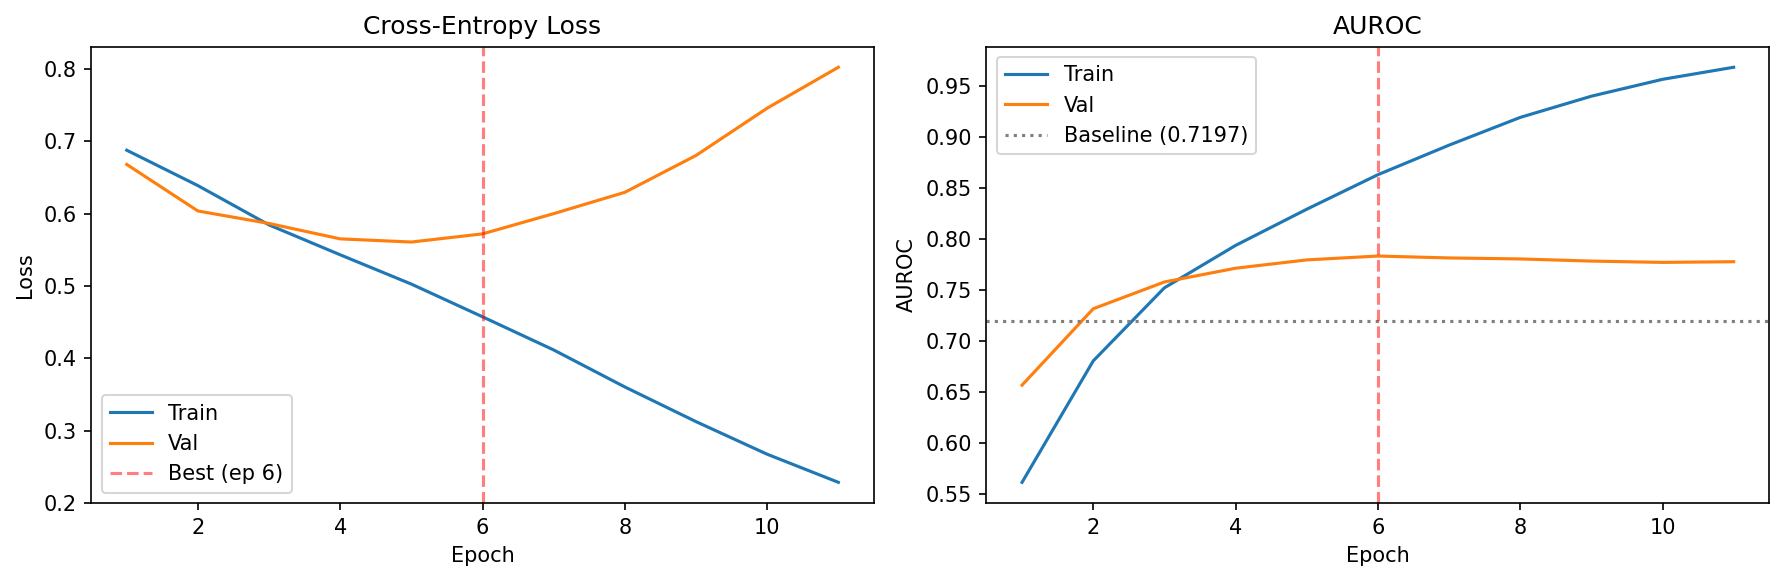 Cross-Entropy Loss
Loss
0.8
0.7
0.6
0.5
0.4
0.3
0.2
Train
Val
Best (ep 6)
2 4 6 8 10
Epoch
AUROC
AUROC
0.95
0.90
0.85
0.80
0.75
0.70
0.65
0.60
0.55
Train
Val
Baseline (0.7197)
2 4 6 8 10
Epoch